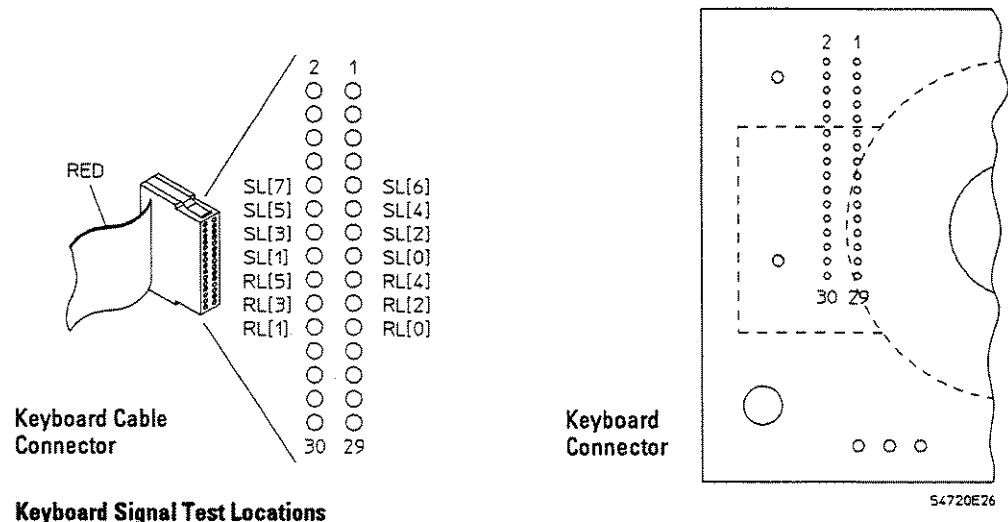 2 1
RED
SL[7] SL[6]
SL[5] SL[4]
SL[3] SL[2]
SL[1] SL[0]
RL[5] RL[4]
RL[3] RL[2]
RL[1] RL[0]
30 29
Keyboard Cable
Connector
2 1
30 29
Keyboard
Connector
54720E26
Keyboard Signal Test Locations